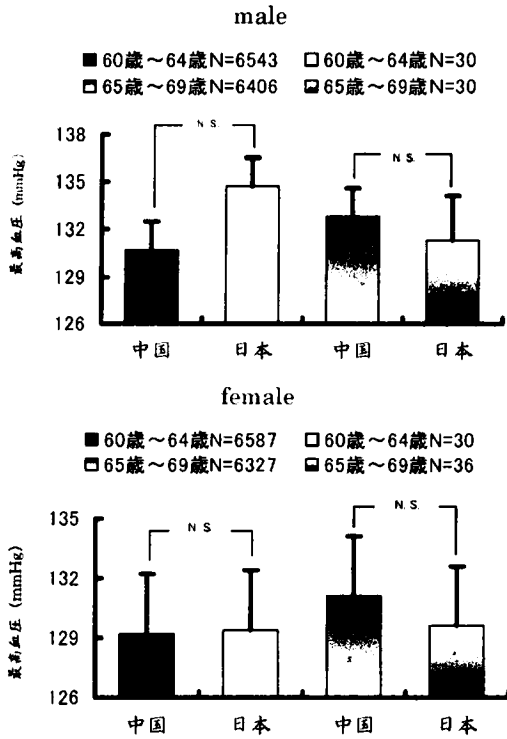 male
60歳～64歳N=6543 60歳～64歳N=30
65歳～69歳N=6406 65歳～69歳N=30
最高血圧 (mmHg)
138
135
132
129
126
N.S.
N.S.
中国 日本 中国 日本
female
60歳～64歳N=6587 60歳～64歳N=30
65歳～69歳N=6327 65歳～69歳N=36
最高血圧 (mmHg)
135
132
129
126
N.S
N.S.
中国 日本 中国 日本